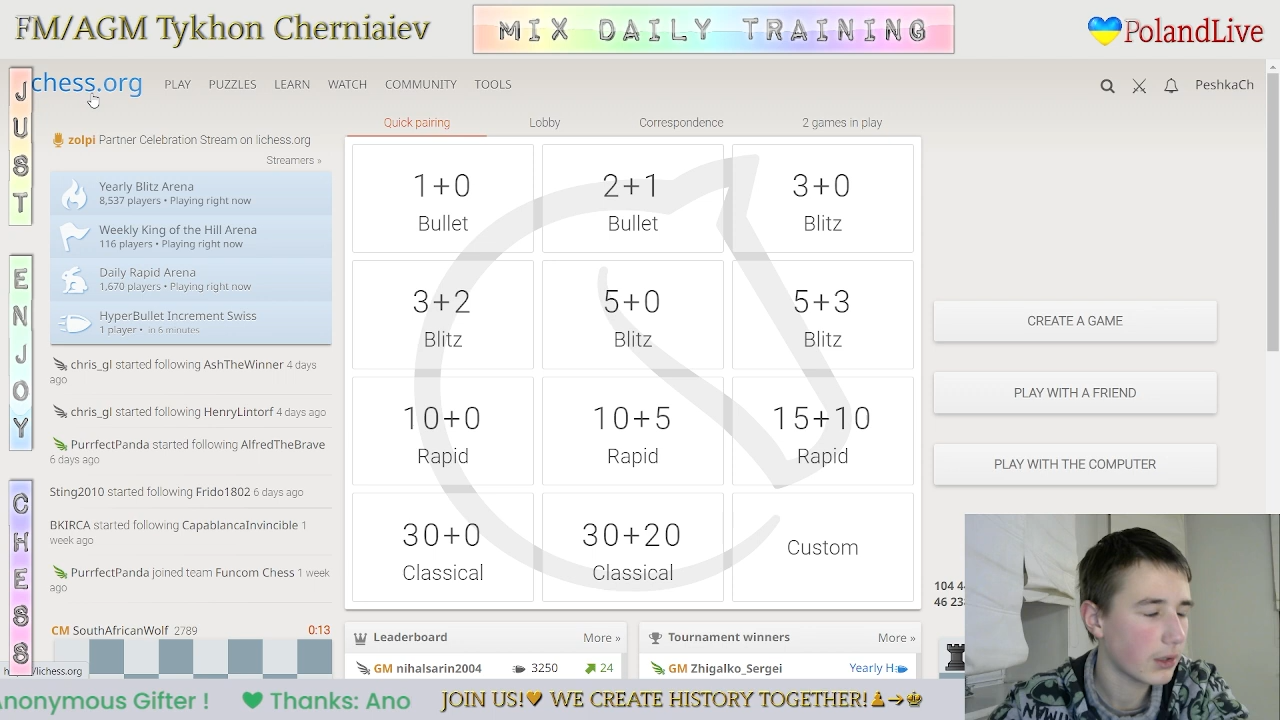 FM/AGM Tykhon Cherniaiev
MIX DAILY TRAINING
PolandLive
JUST
ENJOY
CHESS
chess.org
PLAY
PUZZLES
LEARN
WATCH
COMMUNITY
TOOLS
PeshkaCh
zolpi Partner Celebration Stream on lichess.org
Streamers »
Yearly Blitz Arena
8,537 players • Playing right now
Weekly King of the Hill Arena
116 players • Playing right now
Daily Rapid Arena
1,670 players • Playing right now
HyperBullet Increment Swiss
1 player • in 6 minutes
chris_gl started following AshTheWinner 4 days
ago
chris_gl started following HenryLintorf 4 days ago
PurrfectPanda started following AlfredTheBrave
6 days ago
Sting2010 started following Frido1802 6 days ago
BKIRCA started following CapablancaInvincible 1
week ago
PurrfectPanda joined team Funcom Chess 1 week
ago
CM SouthAfricanWolf 2789
0:13
/lichess.org
Quick pairing
Lobby
Correspondence
2 games in play
1+0
Bullet
2+1
Bullet
3+0
Blitz
3+2
Blitz
5+0
Blitz
5+3
Blitz
10+0
Rapid
10+5
Rapid
15+10
Rapid
30+0
Classical
30+20
Classical
Custom
CREATE A GAME
PLAY WITH A FRIEND
PLAY WITH THE COMPUTER
104 4
46 23
Leaderboard
More »
GM nihalsarin2004
3250
24
Tournament winners
More »
GM Zhigalko_Sergei
Yearly H
nonymous Gifter !
Thanks: Ano
JOIN US! WE CREATE HISTORY TOGETHER!